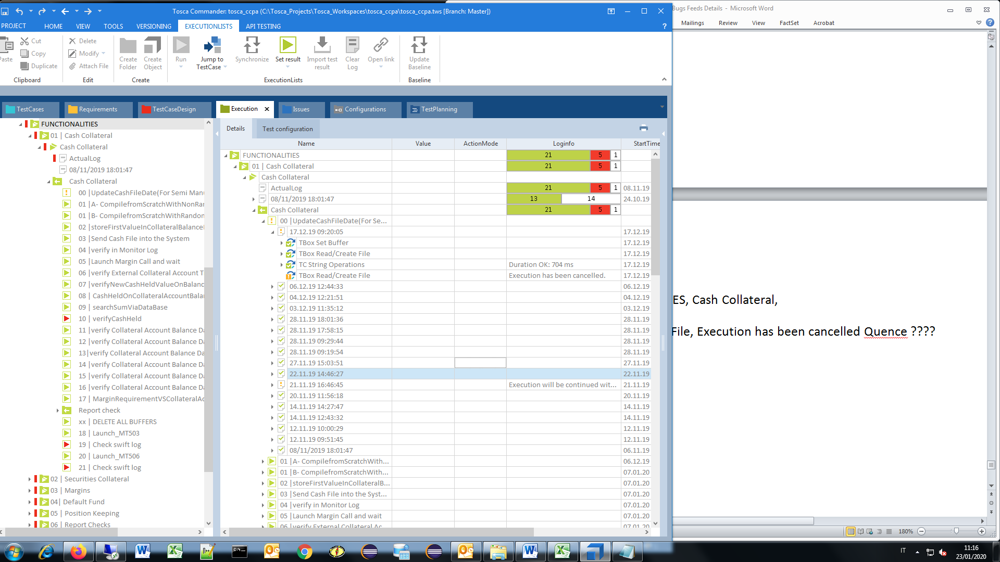 Tosca Commander: tosca_ccpa (C:\Tosca_Projects\Tosca_Workspaces\tosca_ccpa\tosca_ccpa.tws [Branch: Master])
Bugs Feeds Details - Microsoft Word
PROJECT HOME VIEW TOOLS VERSIONING EXECUTIONLISTS API TESTING ?
Mailings Review View FactSet Acrobat
Cut
Copy
Duplicate
Clipboard
Delete
Modify
Attach File
Edit
Create Folder
Create Object
Create
Run
Jump to TestCase
Synchronize
Set result
Import test result
Clear Log
Open link
ExecutionLists
Update Baseline
Baseline
TestCases Requirements TestCaseDesign Execution Issues Configurations TestPlanning
FUNCTIONALITIES
01 | Cash Collateral
Cash Collateral
ActualLog
08/11/2019 18:01:47
Cash Collateral
00 |UpdateCashFileDate(For Semi Manu
01 |A- CompilefromScratchWithNonRan
01 |B- CompilefromScratchWithRandom
02 |storeFirstValueInCollateralBalance
03 |Send Cash File into the System
04 |verify in Monitor Log
05 |Launch Margin Call and wait
06 |verify External Collateral Account T
07 |verifyNewCashHeldValueOnBalanc
08 | CashHeldOnCollateralAccountBalan
09 | searchSumViaDataBase
10 | verifyCashHeld
11 |verify Collateral Account Balance Da
12 |verify Collateral Account Balance Da
13|verify Collateral Account Balance Da
14 |verify Collateral Account Balance Da
15 |verify Collateral Account Balance Da
16 |verify Collateral Account Balance Da
17 | MarginRequirementVSCollateralAc
Report check
xx | DELETE ALL BUFFERS
18 | Launch_MT503
19 | Check swift log
20 | Launch_MT506
21 | Check swift log
02 | Securities Collateral
03 | Margins
04| Default Fund
05 | Position Keeping
06 | Report Checks
Details Test configuration
Name Value ActionMode Loginfo StartTime
FUNCTIONALITIES 21 5 1
01 | Cash Collateral 21 5 1
Cash Collateral
ActualLog 21 5 1 08.11.19
08/11/2019 18:01:47 13 14 24.10.19
Cash Collateral 21 5 1
00 |UpdateCashFileDate(For Se...
17.12.19 09:20:05 17.12.19
TBox Set Buffer 17.12.19
TBox Read/Create File 17.12.19
TC String Operations Duration OK: 704 ms 17.12.19
TBox Read/Create File Execution has been cancelled. 17.12.19
06.12.19 12:44:33 06.12.19
04.12.19 12:21:51 04.12.19
03.12.19 11:35:12 03.12.19
28.11.19 18:01:36 28.11.19
28.11.19 17:58:15 28.11.19
28.11.19 09:29:44 28.11.19
28.11.19 09:19:54 28.11.19
27.11.19 15:03:51 27.11.19
22.11.19 14:46:27 22.11.19
21.11.19 16:46:45 Execution will be continued wit... 21.11.19
20.11.19 11:56:18 20.11.19
14.11.19 14:27:47 14.11.19
14.11.19 12:43:32 14.11.19
12.11.19 10:00:29 12.11.19
12.11.19 09:51:45 12.11.19
08/11/2019 18:01:47 06.11.19
01 |A- CompilefromScratchWith... 06.12.19
01 |B- CompilefromScratchWith... 07.01.20
02 |storeFirstValueInCollateralB... 07.01.20
03 |Send Cash File into the Syst... 07.01.20
04 |verify in Monitor Log 07.01.20
05 |Launch Margin Call and wait 07.01.20
06 |verify External Collateral Ac... 07.01.20
ES, Cash Collateral,
File, Execution has been cancelled Quence ????
180%
IT
11:16
23/01/2020